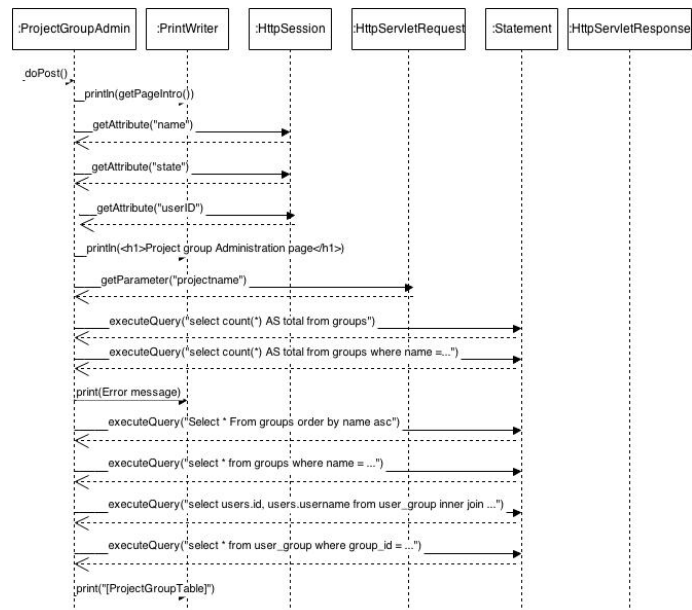 :ProjectGroupAdmin :PrintWriter :HttpSession :HttpServletRequest :Statement :HttpServletResponse
doPost()
println(getPageIntro())
getAttribute("name")
getAttribute("state")
getAttribute("userID")
println(<h1>Project group Administration page</h1>)
getParameter("projectname")
executeQuery("select count(*) AS total from groups")
executeQuery("select count(*) AS total from groups where name =...")
print(Error message)
executeQuery("Select * From groups order by name asc")
executeQuery("select * from groups where name = ...")
executeQuery("select users.id, users.username from user_group inner join ...")
executeQuery("select * from user_group where group_id = ...")
print("[ProjectGroupTable]")